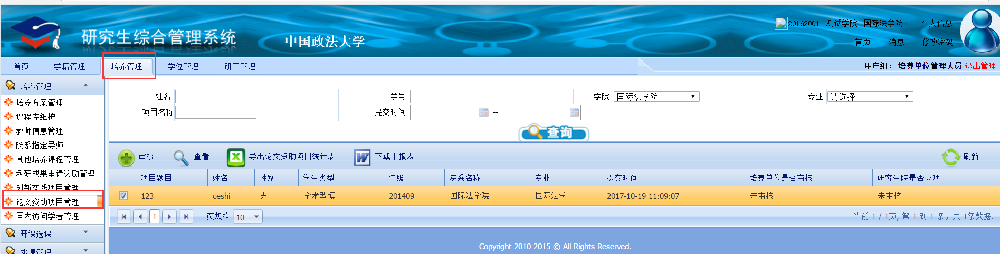 20162001 测试学院 国际法学院 | 个人信息
研究生综合管理系统 中国政法大学
首页 | 消息 | 修改密码
首页 学籍管理 培养管理 学位管理 研工管理
用户组： 培养单位管理人员 退出管理
培养管理
培养方案管理
课程库维护
教师信息管理
院系指定导师
其他培养课程管理
科研成果申请奖励管理
创新实践项目管理
论文资助项目管理
国内访问学者管理
开课选课
排课管理
姓名 学号 学院 国际法学院 专业 请选择
项目名称 提交时间 --
查询
审核 查看 导出论文资助项目统计表 下载申报表 刷新
项目题目 姓名 性别 学生类型 年级 院系名称 专业 提交时间 培养单位是否审核 研究生院是否立项
123 ceshi 男 学术型博士 201409 国际法学院 国际法学 2017-10-19 11:09:07 未审核 未审核
1 页规格 10 当前 1 / 1页, 第 1 到 1 条，共 1条数据.
Copyright 2010-2015 © All Rights Reserved.